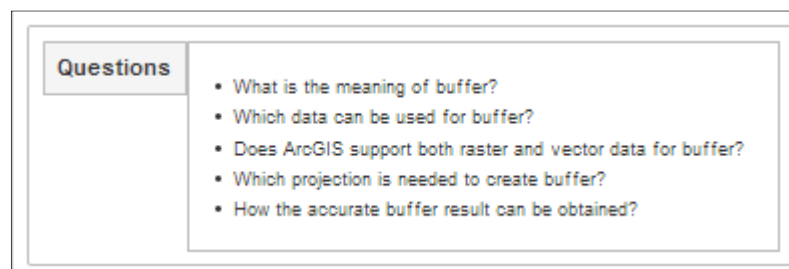 Questions
• What is the meaning of buffer?
• Which data can be used for buffer?
• Does ArcGIS support both raster and vector data for buffer?
• Which projection is needed to create buffer?
• How the accurate buffer result can be obtained?